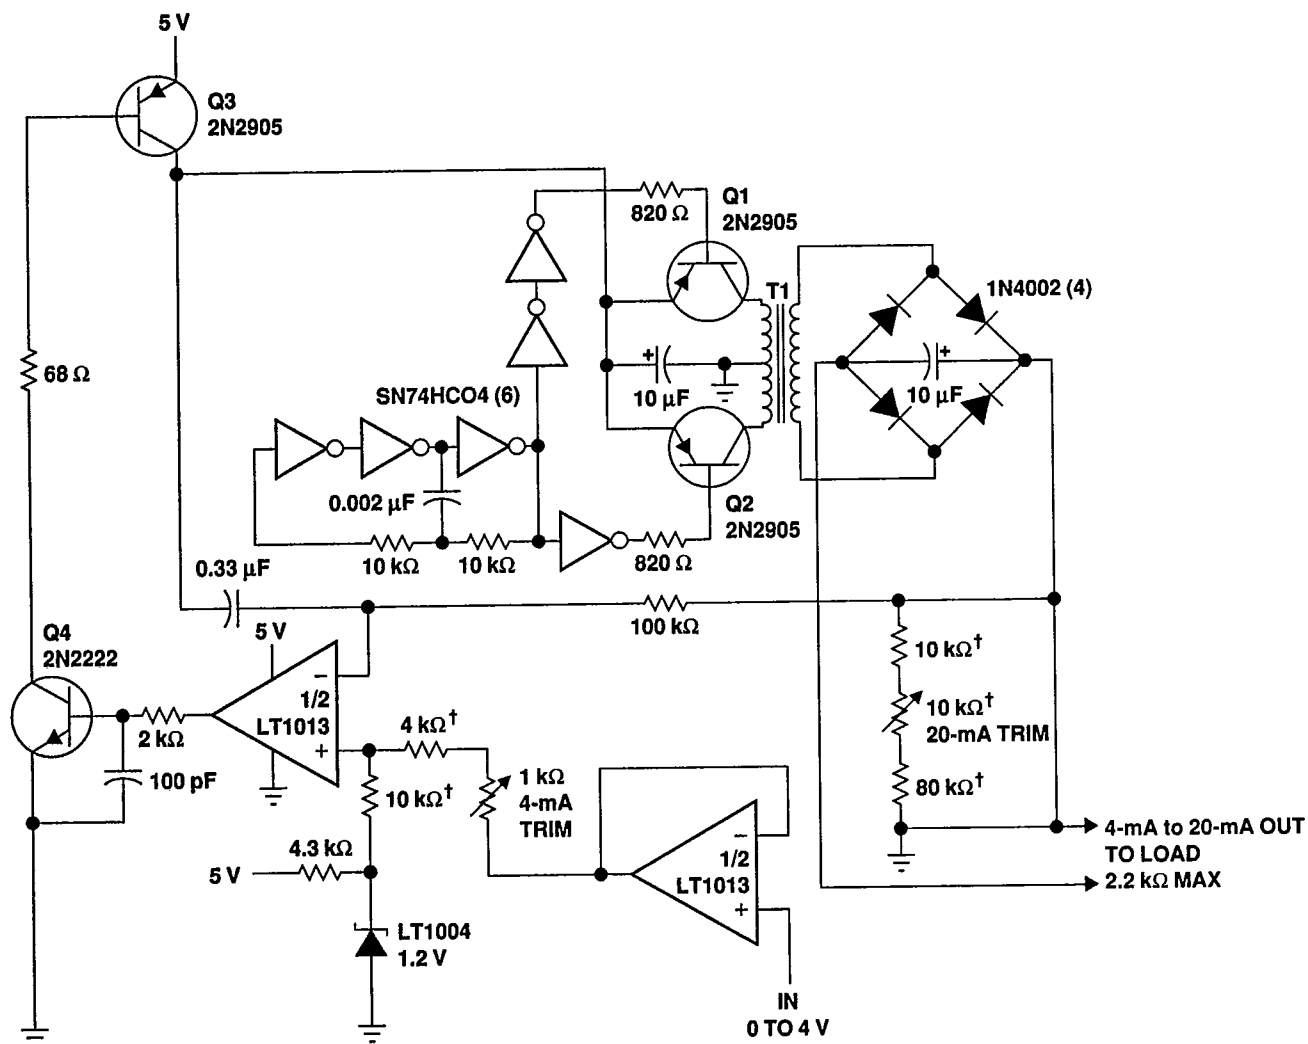 5 V
Q3
2N2905
820 Ω
Q1
2N2905
T1
1N4002 (4)
68 Ω
SN74HCO4 (6)
+
10 μF
+
10 μF
0.002 μF
10 kΩ
10 kΩ
820 Ω
Q2
2N2905
0.33 μF
100 kΩ
Q4
2N2222
5 V
−
1/2
LT1013
+
2 kΩ
100 pF
4 kΩ†
10 kΩ†
1 kΩ
4-mA
TRIM
10 kΩ†
10 kΩ†
20-mA TRIM
80 kΩ†
4.3 kΩ
5 V
−
1/2
LT1013
+
4-mA to 20-mA OUT
TO LOAD
2.2 kΩ MAX
LT1004
1.2 V
IN
0 TO 4 V